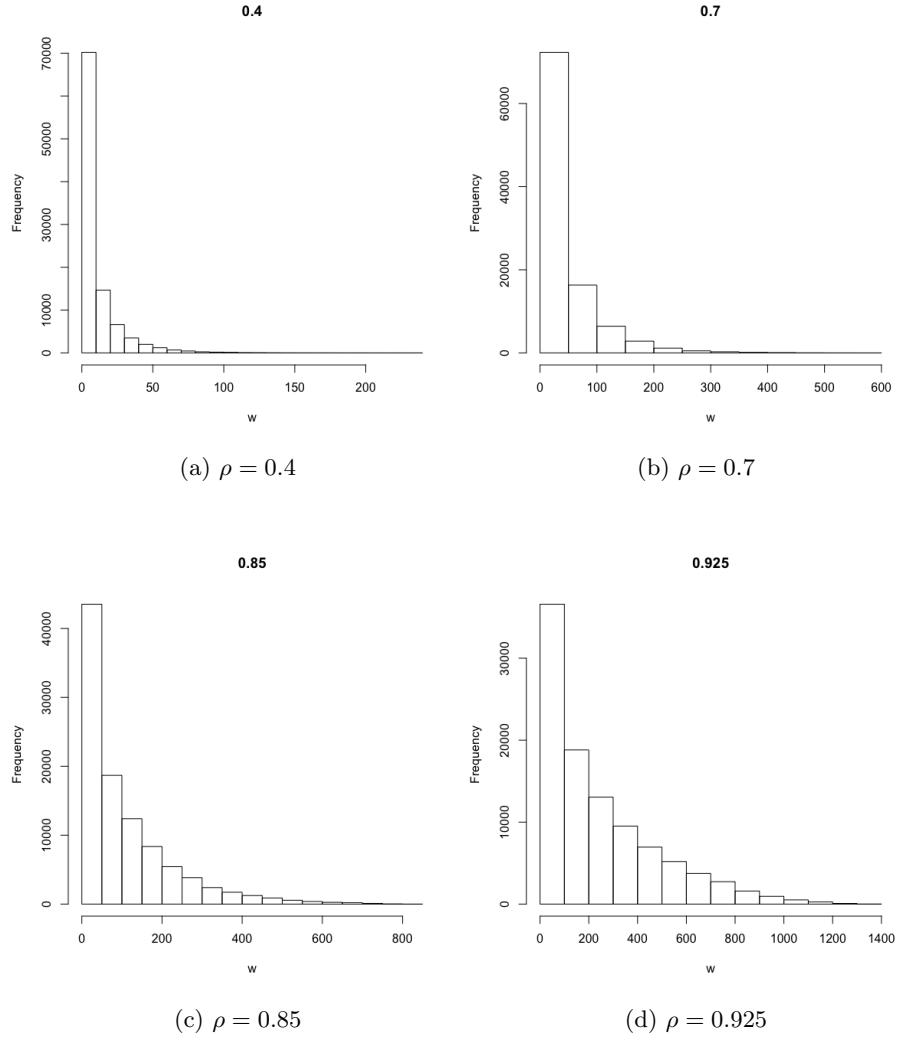 0.4
Frequency
70000
50000
30000
10000
0
0 50 100 150 200
w
(a) ρ = 0.4
0.7
Frequency
60000
40000
20000
0
0 100 200 300 400 500 600
w
(b) ρ = 0.7
0.85
Frequency
40000
30000
20000
10000
0
0 200 400 600 800
w
(c) ρ = 0.85
0.925
Frequency
30000
20000
10000
0
0 200 400 600 800 1000 1200 1400
w
(d) ρ = 0.925